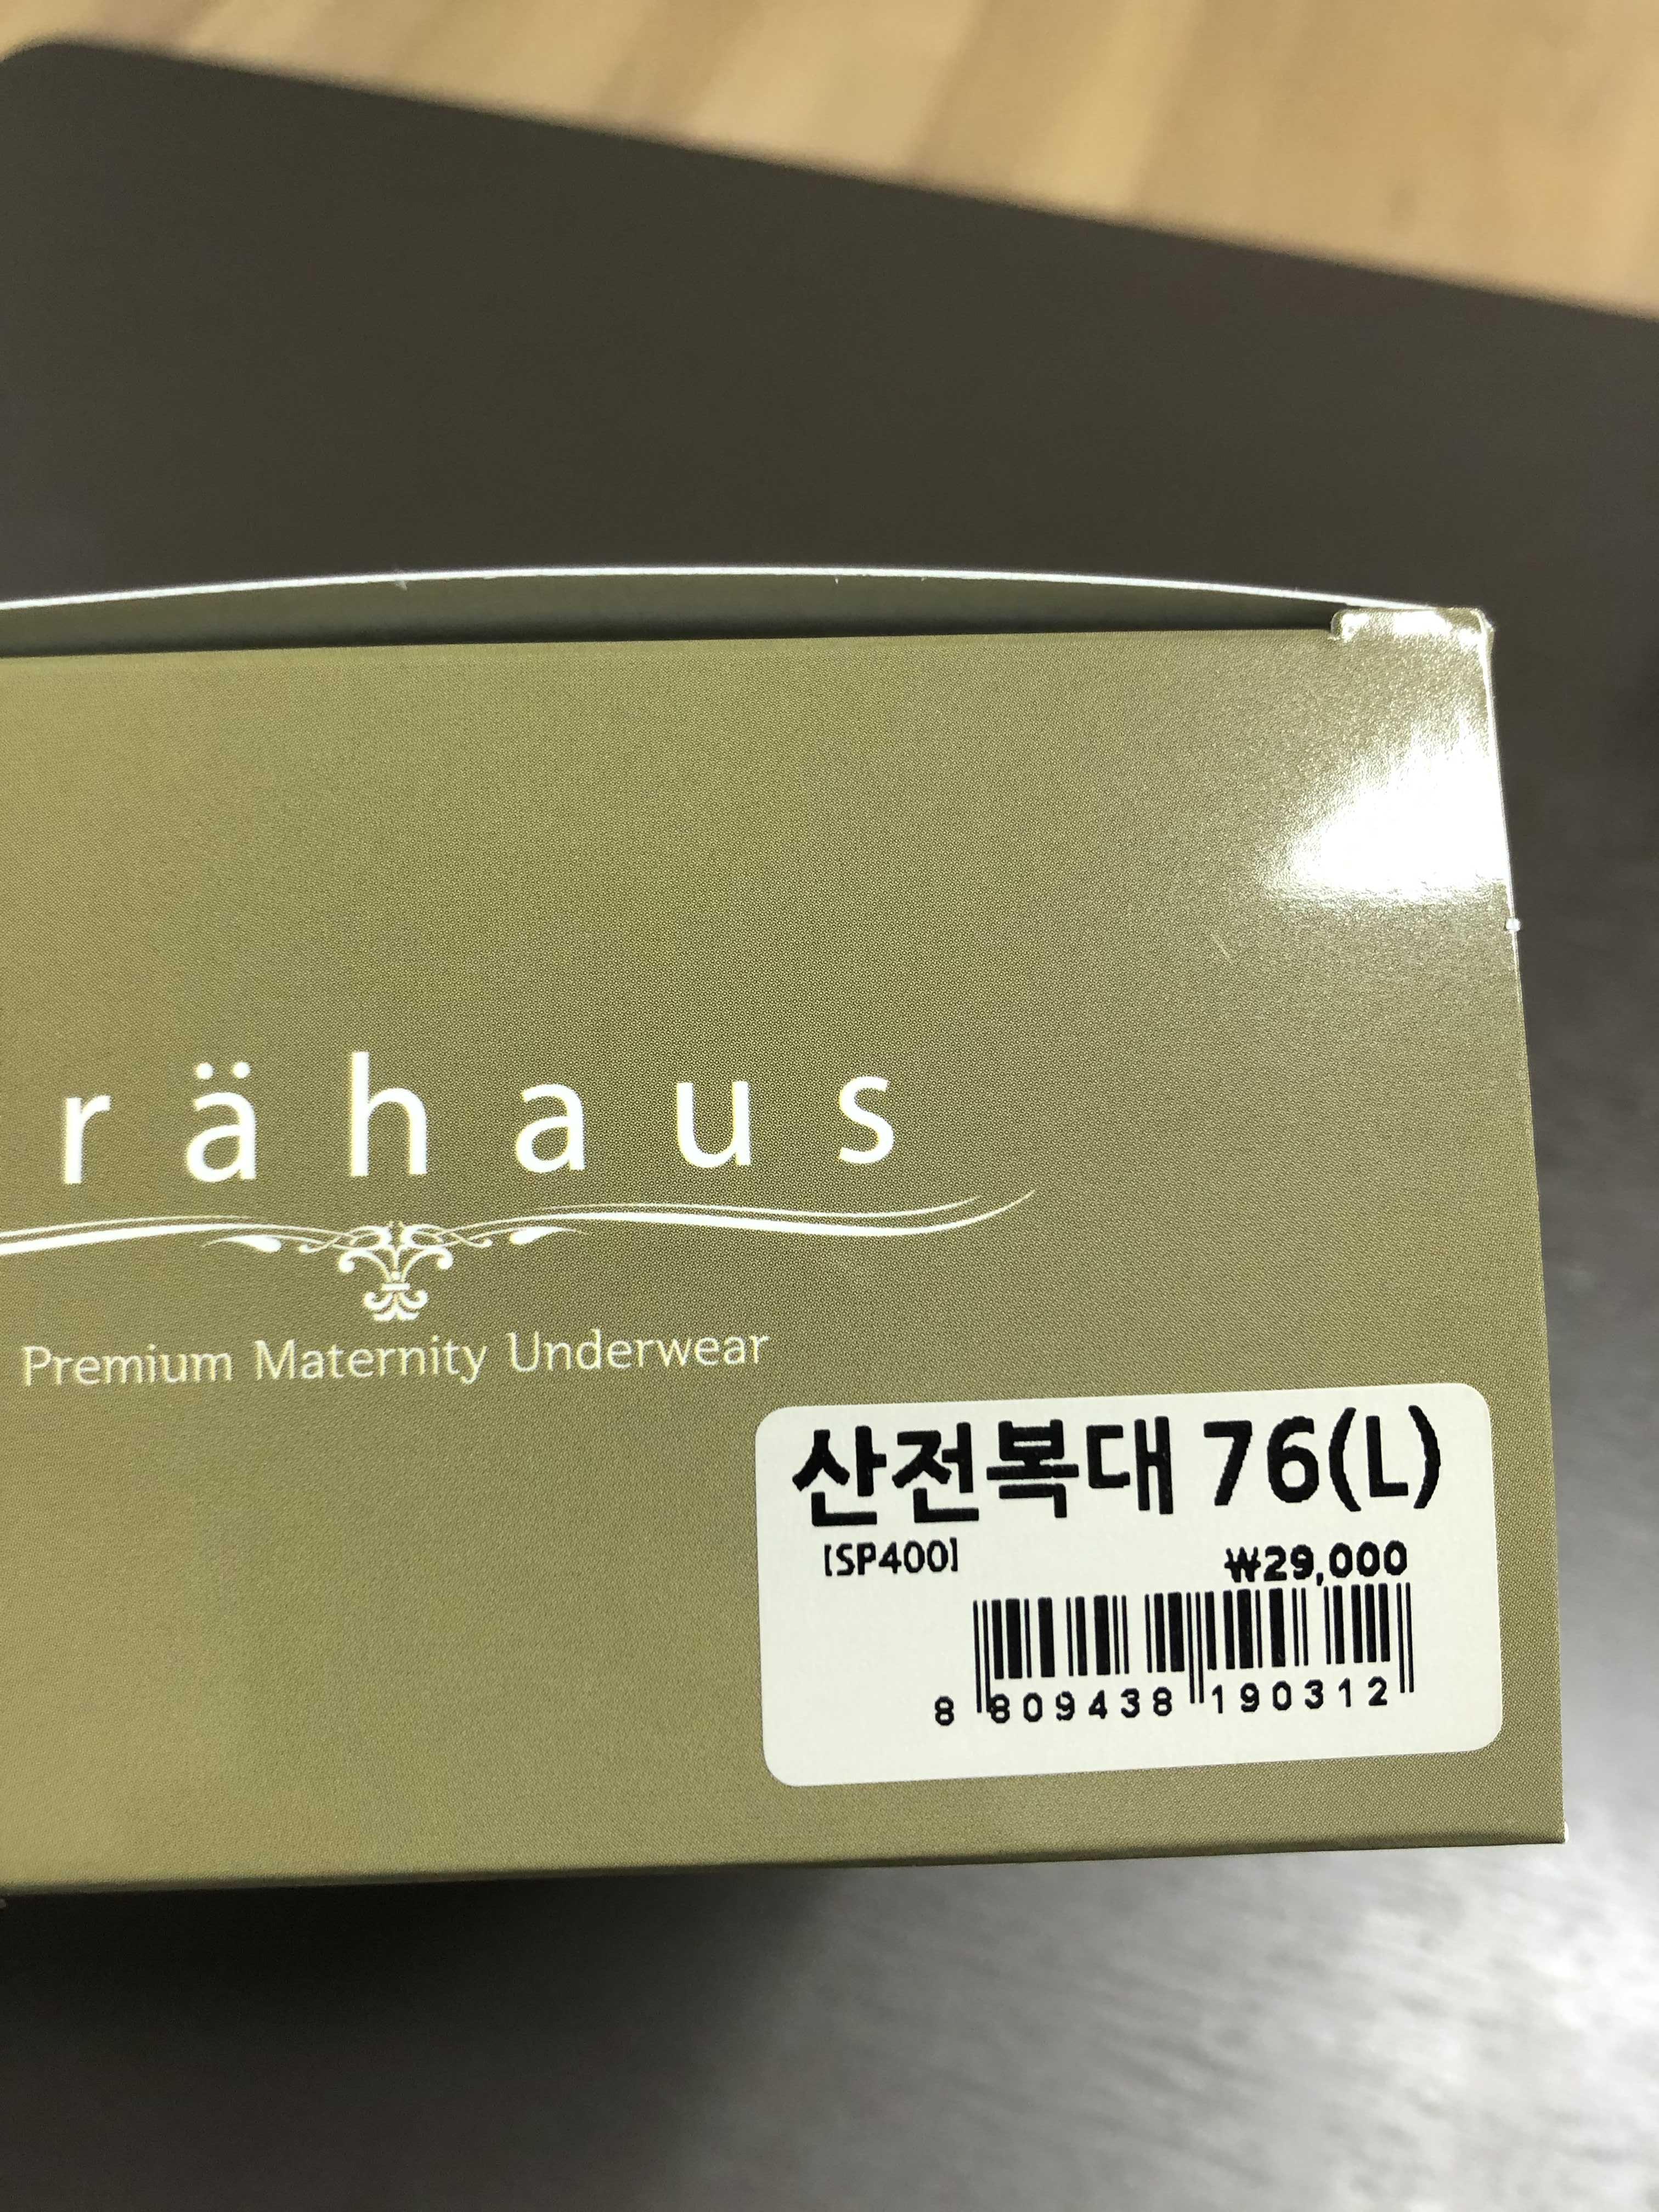 rähaus
Premium Maternity Underwear
산전복대 76(L)
[SP400] ₩29,000
8 809438 190312